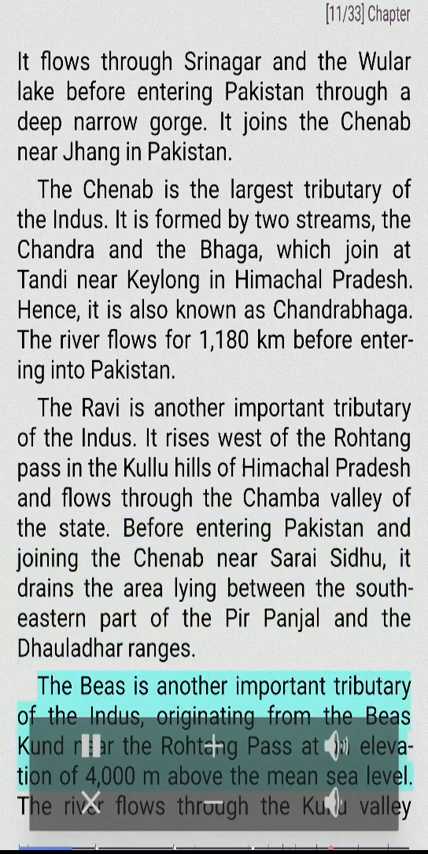 [11/33] Chapter
It flows through Srinagar and the Wular
lake before entering Pakistan through a
deep narrow gorge. It joins the Chenab
near Jhang in Pakistan.
The Chenab is the largest tributary of
the Indus. It is formed by two streams, the
Chandra and the Bhaga, which join at
Tandi near Keylong in Himachal Pradesh.
Hence, it is also known as Chandrabhaga.
The river flows for 1,180 km before enter-
ing into Pakistan.
The Ravi is another important tributary
of the Indus. It rises west of the Rohtang
pass in the Kullu hills of Himachal Pradesh
and flows through the Chamba valley of
the state. Before entering Pakistan and
joining the Chenab near Sarai Sidhu, it
drains the area lying between the south-
eastern part of the Pir Panjal and the
Dhauladhar ranges.
The Beas is another important tributary
of the Indus, originating from the Beas
Kund near the Rohtang Pass at an eleva-
tion of 4,000 m above the mean sea level.
The river flows through the Kullu valley